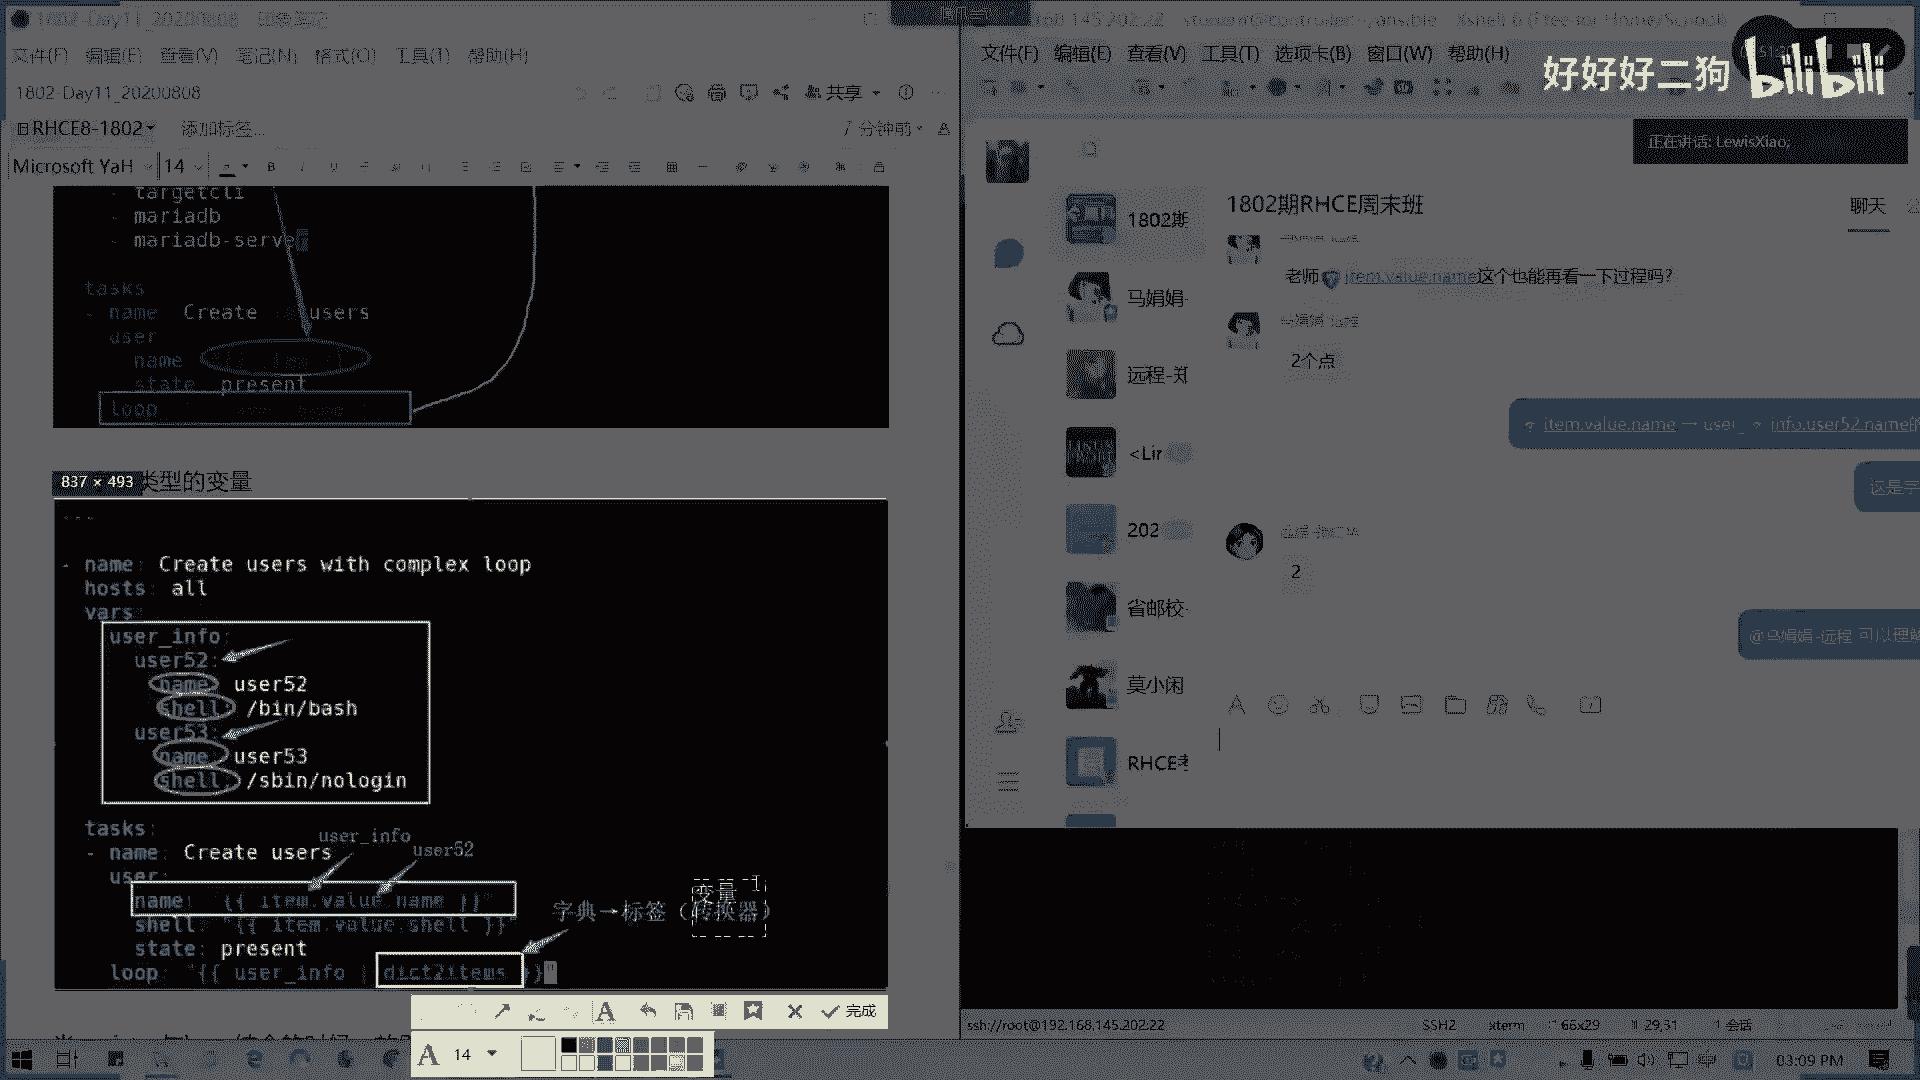 1802-Day11_20200808
文件(F) 编辑(E) 查看(V) 笔记(N) 格式(O) 工具(T) 帮助(H)
1802-Day11_20200808
共享
RHCE8-1802
添加标签...
7 分钟前
Microsoft YaH 14
- targetcli
- mariadb
- mariadb-server
tasks
- name Create users
user
name item
state present
loop
837 × 493
类型的变量
---
- name: Create users with complex loop
hosts: all
vars:
user_info:
user52:
name: user52
shell: /bin/bash
user53:
name: user53
shell: /sbin/nologin
tasks:
user_info
user52
- name: Create users
user:
name: "{{ item.value.name }}"
变量
字典→标签（转换器）
shell: "{{ item.value.shell }}"
state: present
loop: "{{ user_info | dict2items }}"
完成
14
文件(F) 编辑(E) 查看(V) 工具(T) 选项卡(B) 窗口(W) 帮助(H)
好好好二狗 bilibili
正在讲话: LewisXiao;
1802期RHCE周末班
聊天
1802期
马娟娟-
远程-郑
<Lin
202
省邮校-
莫小闲
RHCE考
老师 item.value.name这个也能再看一下过程吗?
2个点
item.value.name → user_ info.user52.name的
这是字
2
@马娟娟-远程 可以理解
ssh://root@192.168.145.202:22
SSH2 xterm 66x29 29,31 1 会话
03:09 PM